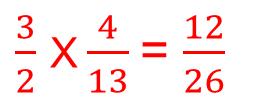 3/2 X 4/13 = 12/26